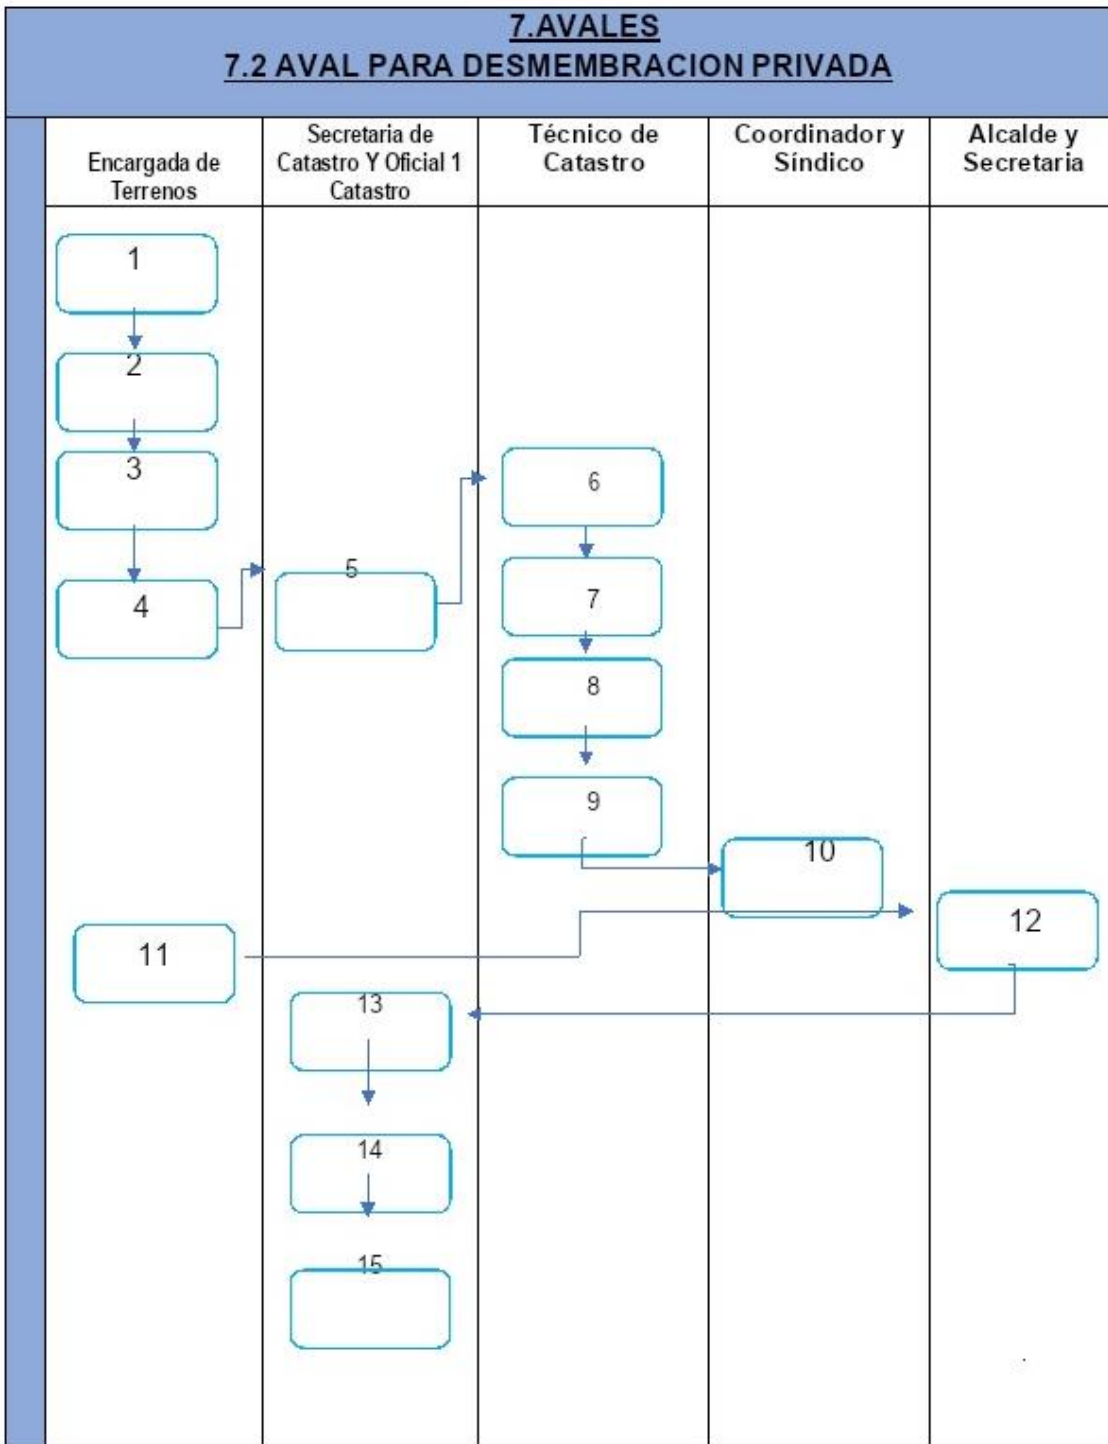 7.AVALES
7.2 AVAL PARA DESMEMBRACION PRIVADA
Encargada de
Terrenos
Secretaria de
Catastro Y Oficial 1
Catastro
Técnico de
Catastro
Coordinador y
Síndico
Alcalde y
Secretaria
1
2
3
4
5
6
7
8
9
10
11
12
13
14
15